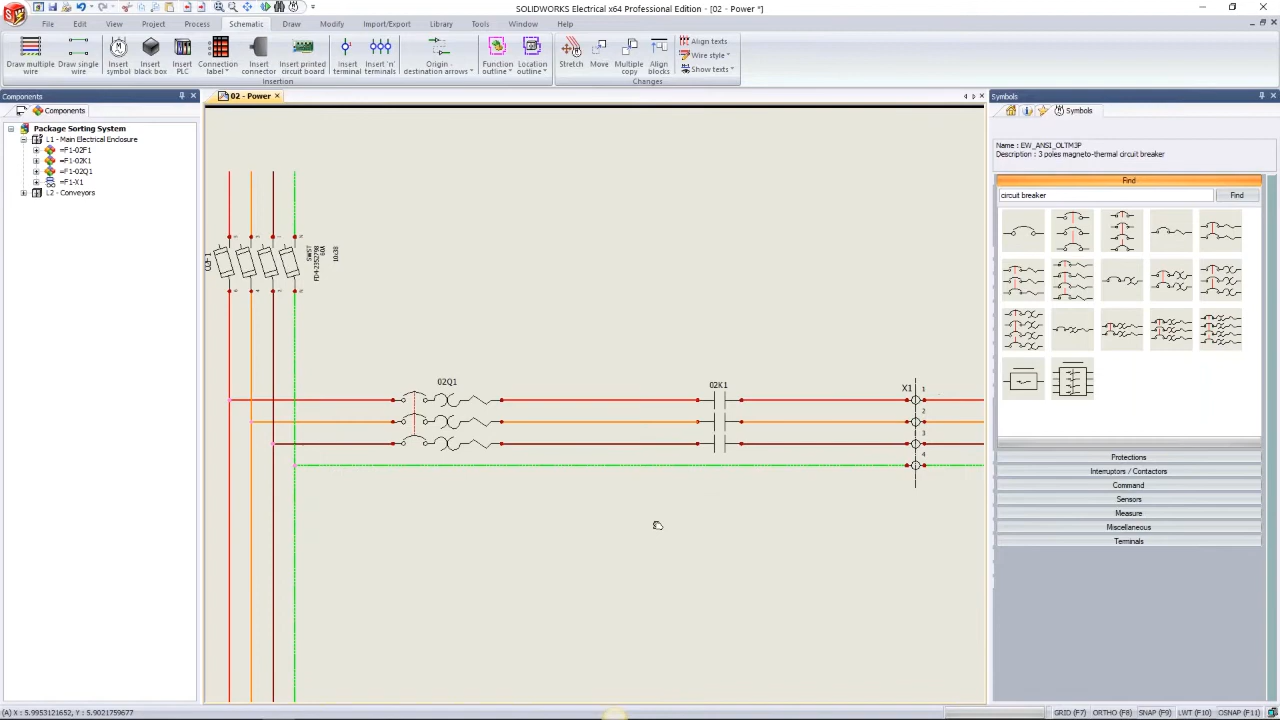 SOLIDWORKS Electrical x64 Professional Edition - [02 - Power *]
File Edit View Project Process Schematic Draw Modify Import/Export Library Tools Window Help
Draw multiple wire
Draw single wire
Insert symbol
Insert black box
Insert PLC
Connection label
Insert connector
Insert printed circuit board
Insert terminal
Insert 'n' terminals
Origin - destination arrows
Function outline
Location outline
Stretch
Move
Multiple copy
Align blocks
Align texts
Wire style
Show texts
Insertion
Changes
Components
Components
Package Sorting System
L1 - Main Electrical Enclosure
=F1-02F1
=F1-02K1
=F1-02Q1
=F1-X1
L2 - Conveyors
02 - Power
10x38
02Q1
02K1
X1
1
2
3
4
Symbols
Symbols
Name : EW_ANSI_OLTM3P
Description : 3 poles magneto-thermal circuit breaker
Find
circuit breaker
Find
Protections
Interruptors / Contactors
Command
Sensors
Measure
Miscellaneous
Terminals
(A) X : 5.9953121652, Y : 5.9021759677
GRID (F7) ORTHO (F8) SNAP (F9) LWT (F10) OSNAP (F11)